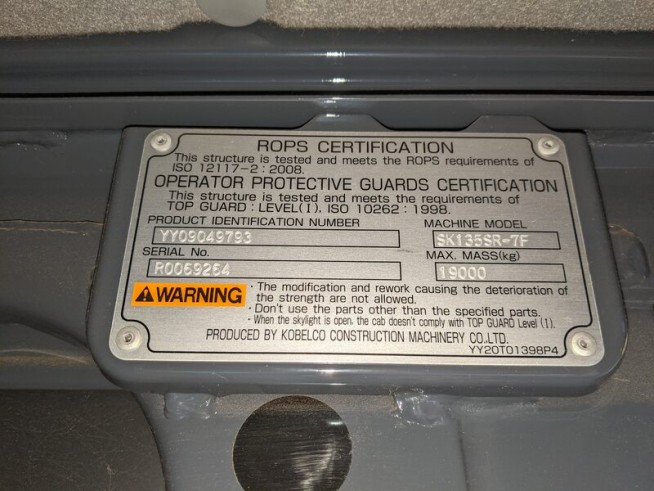 ROPS CERTIFICATION
This structure is tested and meets the ROPS requirements of
ISO 12117-2 : 2008.
OPERATOR PROTECTIVE GUARDS CERTIFICATION
This structure is tested and meets the requirements of
TOP GUARD : LEVEL(I), ISO 10262 : 1998.
PRODUCT IDENTIFICATION NUMBER
MACHINE MODEL
YY09049793
SK135SR-7F
SERIAL No.
MAX. MASS(kg)
R0069264
19000
WARNING
· The modification and rework causing the deterioration of
the strength are not allowed.
· Don't use the parts other than the specified parts.
· When the skylight is open, the cab doesn't comply with TOP GUARD Level (I).
PRODUCED BY KOBELCO CONSTRUCTION MACHINERY CO.,LTD.
YY20T01398P4